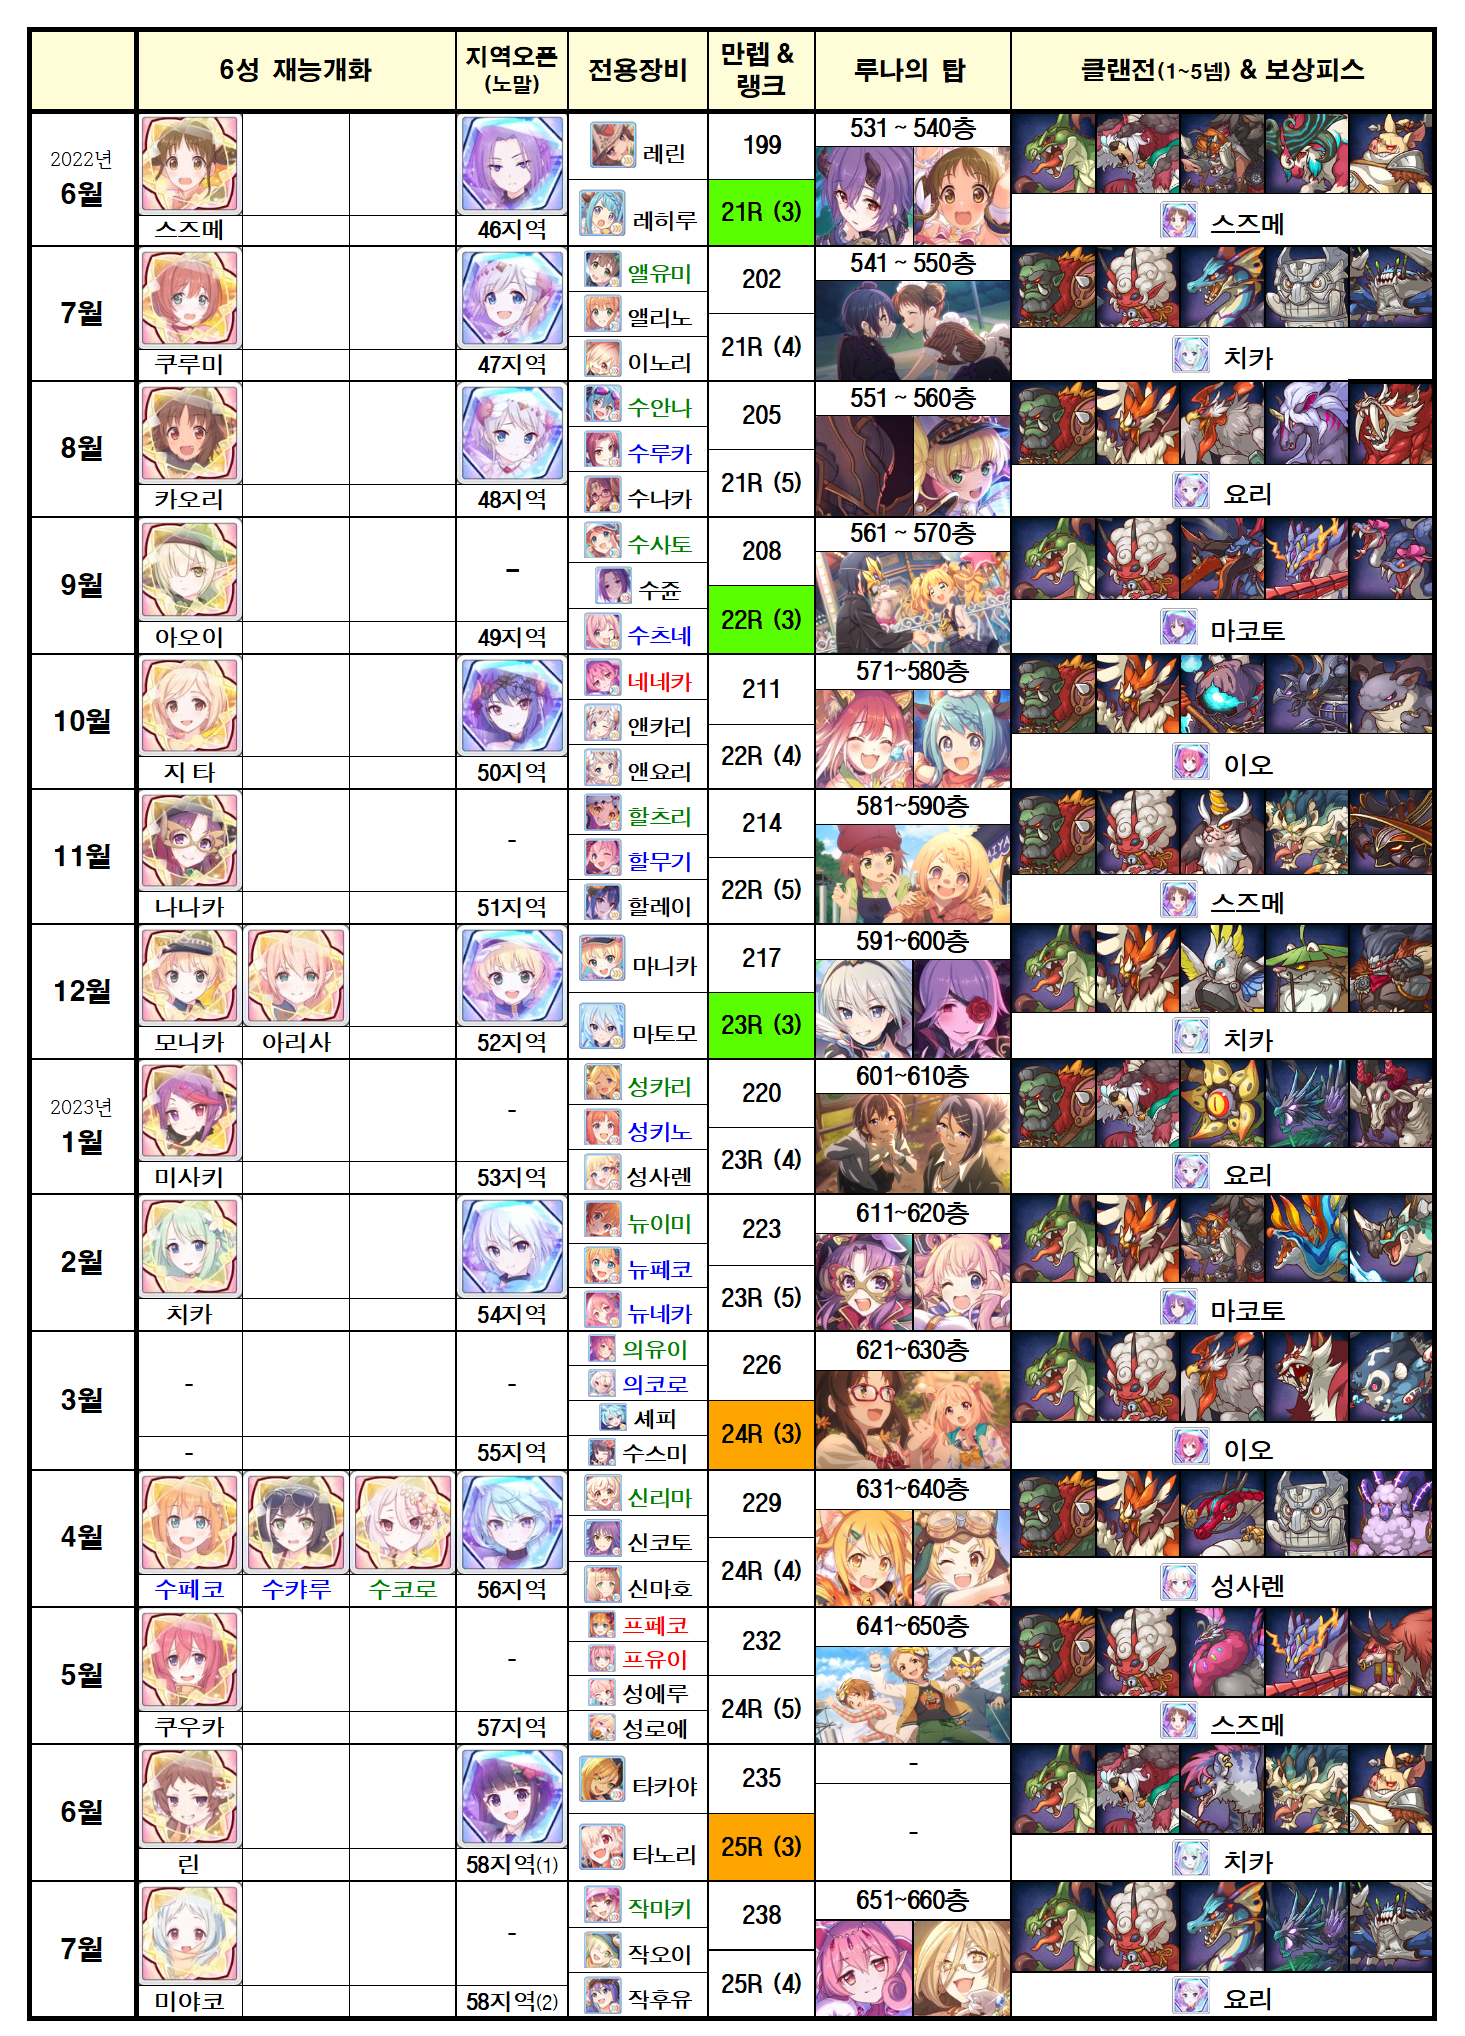 6성 재능개화
지역오픈
(노말)
전용장비
만렙 &
랭크
루나의 탑
클랜전(1~5넴) & 보상피스
2022년
6월
스즈메
46지역
레린
레히루
199
21R (3)
531 ~ 540층
스즈메
7월
쿠루미
47지역
앨유미
앨리노
이노리
202
21R (4)
541 ~ 550층
치카
8월
카오리
48지역
수안나
수루카
수나카
205
21R (5)
551 ~ 560층
요리
9월
아오이
-
49지역
수사토
수쥰
수츠네
208
22R (3)
561 ~ 570층
마코토
10월
지타
50지역
네네카
앤카리
앤요리
211
22R (4)
571~580층
이오
11월
나나카
-
51지역
할츠리
할무기
할레이
214
22R (5)
581~590층
스즈메
12월
모니카
아리사
52지역
마니카
마토모
217
23R (3)
591~600층
치카
2023년
1월
미사키
-
53지역
성카리
성키노
성사렌
220
23R (4)
601~610층
요리
2월
치카
54지역
뉴이미
뉴페코
뉴네카
223
23R (5)
611~620층
마코토
3월
-
-
-
55지역
의유이
의코로
셰피
수스미
226
24R (3)
621~630층
이오
4월
수페코
수캬루
수코로
56지역
신리마
신코토
신마호
229
24R (4)
631~640층
성사렌
5월
쿠우카
-
57지역
프페코
프유이
성에루
성로에
232
24R (5)
641~650층
스즈메
6월
린
58지역(1)
타카야
타노리
235
25R (3)
-
-
치카
7월
미야코
-
58지역(2)
작마키
작오이
작후유
238
25R (4)
651~660층
요리